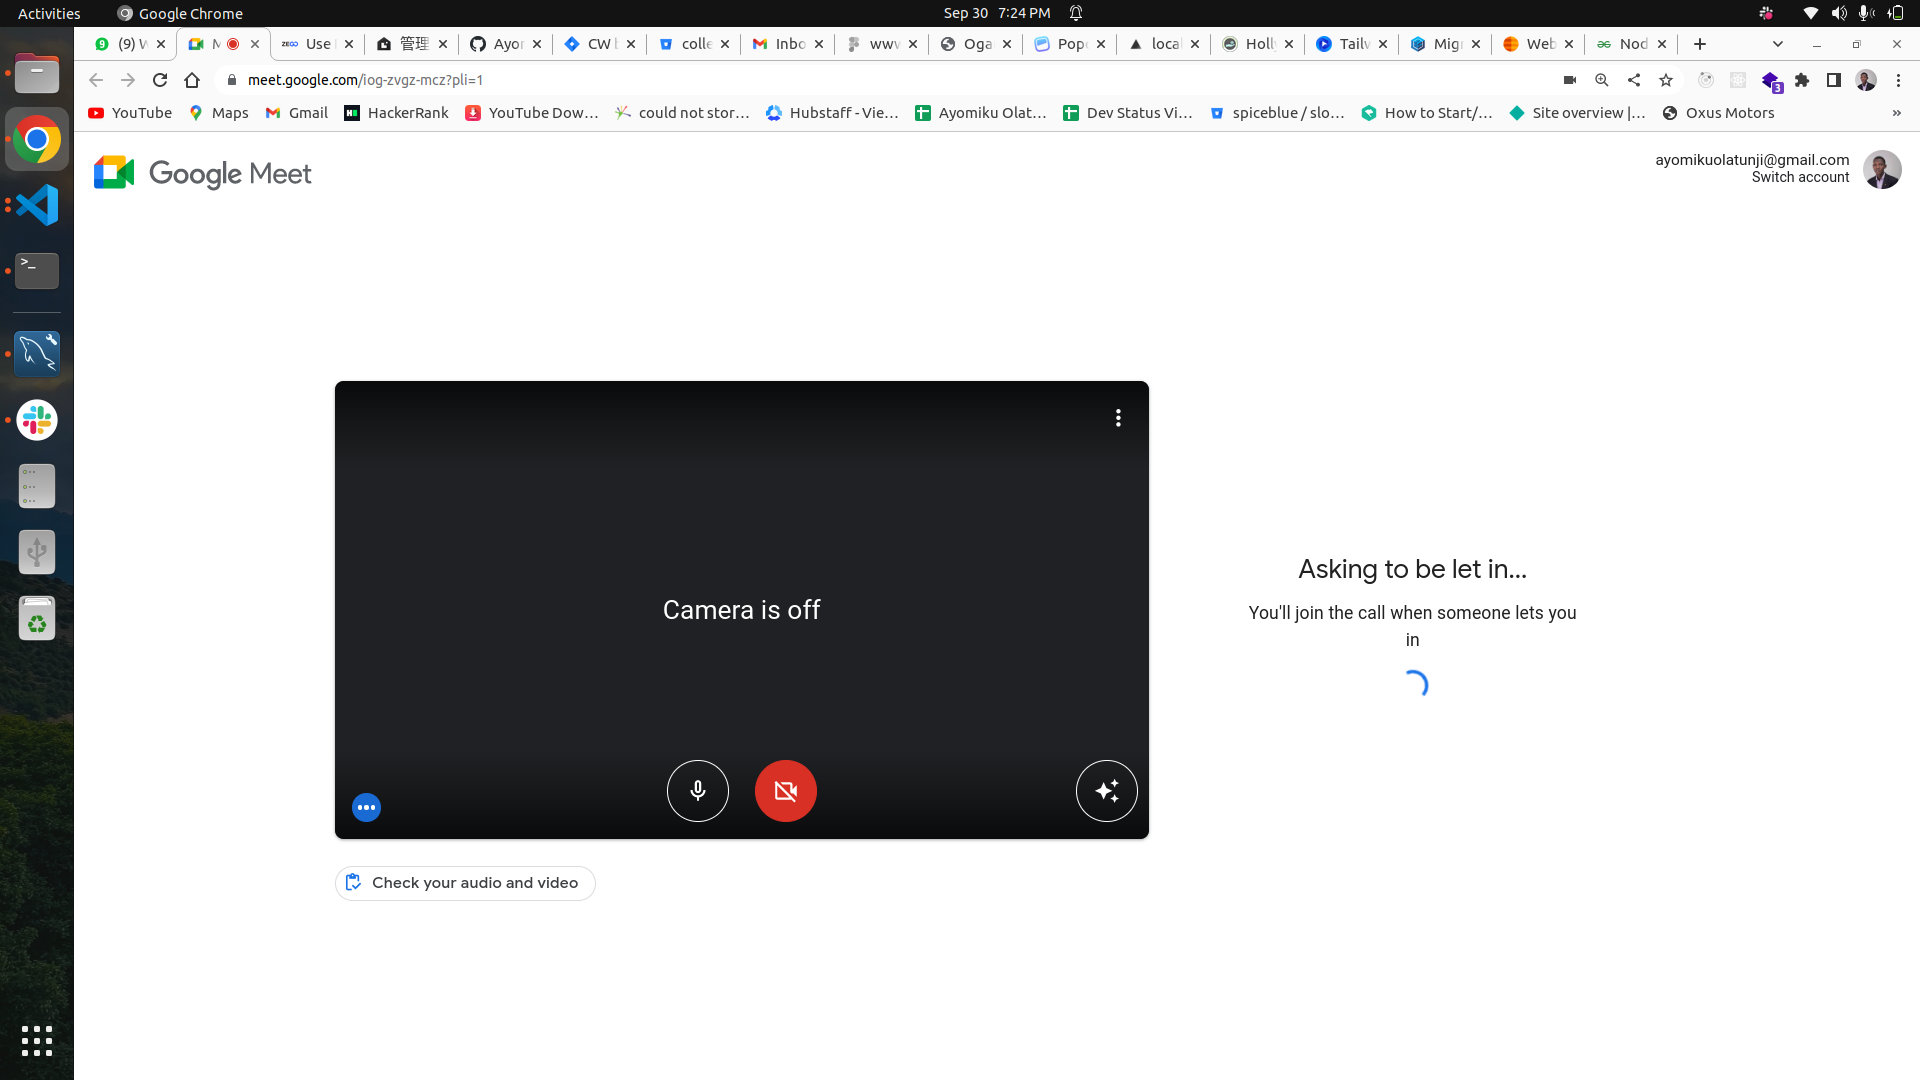 Activities
Google Chrome
Sep 30 7:24 PM
(9) W
M
ZEGO Use
管理
Ayor
CW b
colle
Inbo
www
Oga
Pop
local
Holl
Tailv
Migr
Web
Nod
meet.google.com/iog-zvgz-mcz?pli=1
3
YouTube
Maps
Gmail
HackerRank
YouTube Dow…
could not stor…
Hubstaff - Vie…
Ayomiku Olat…
Dev Status Vi…
spiceblue / slo…
How to Start/…
Site overview |…
Oxus Motors
»
Google Meet
ayomikuolatunji@gmail.com
Switch account
Camera is off
Asking to be let in...
You'll join the call when someone lets you
in
Check your audio and video